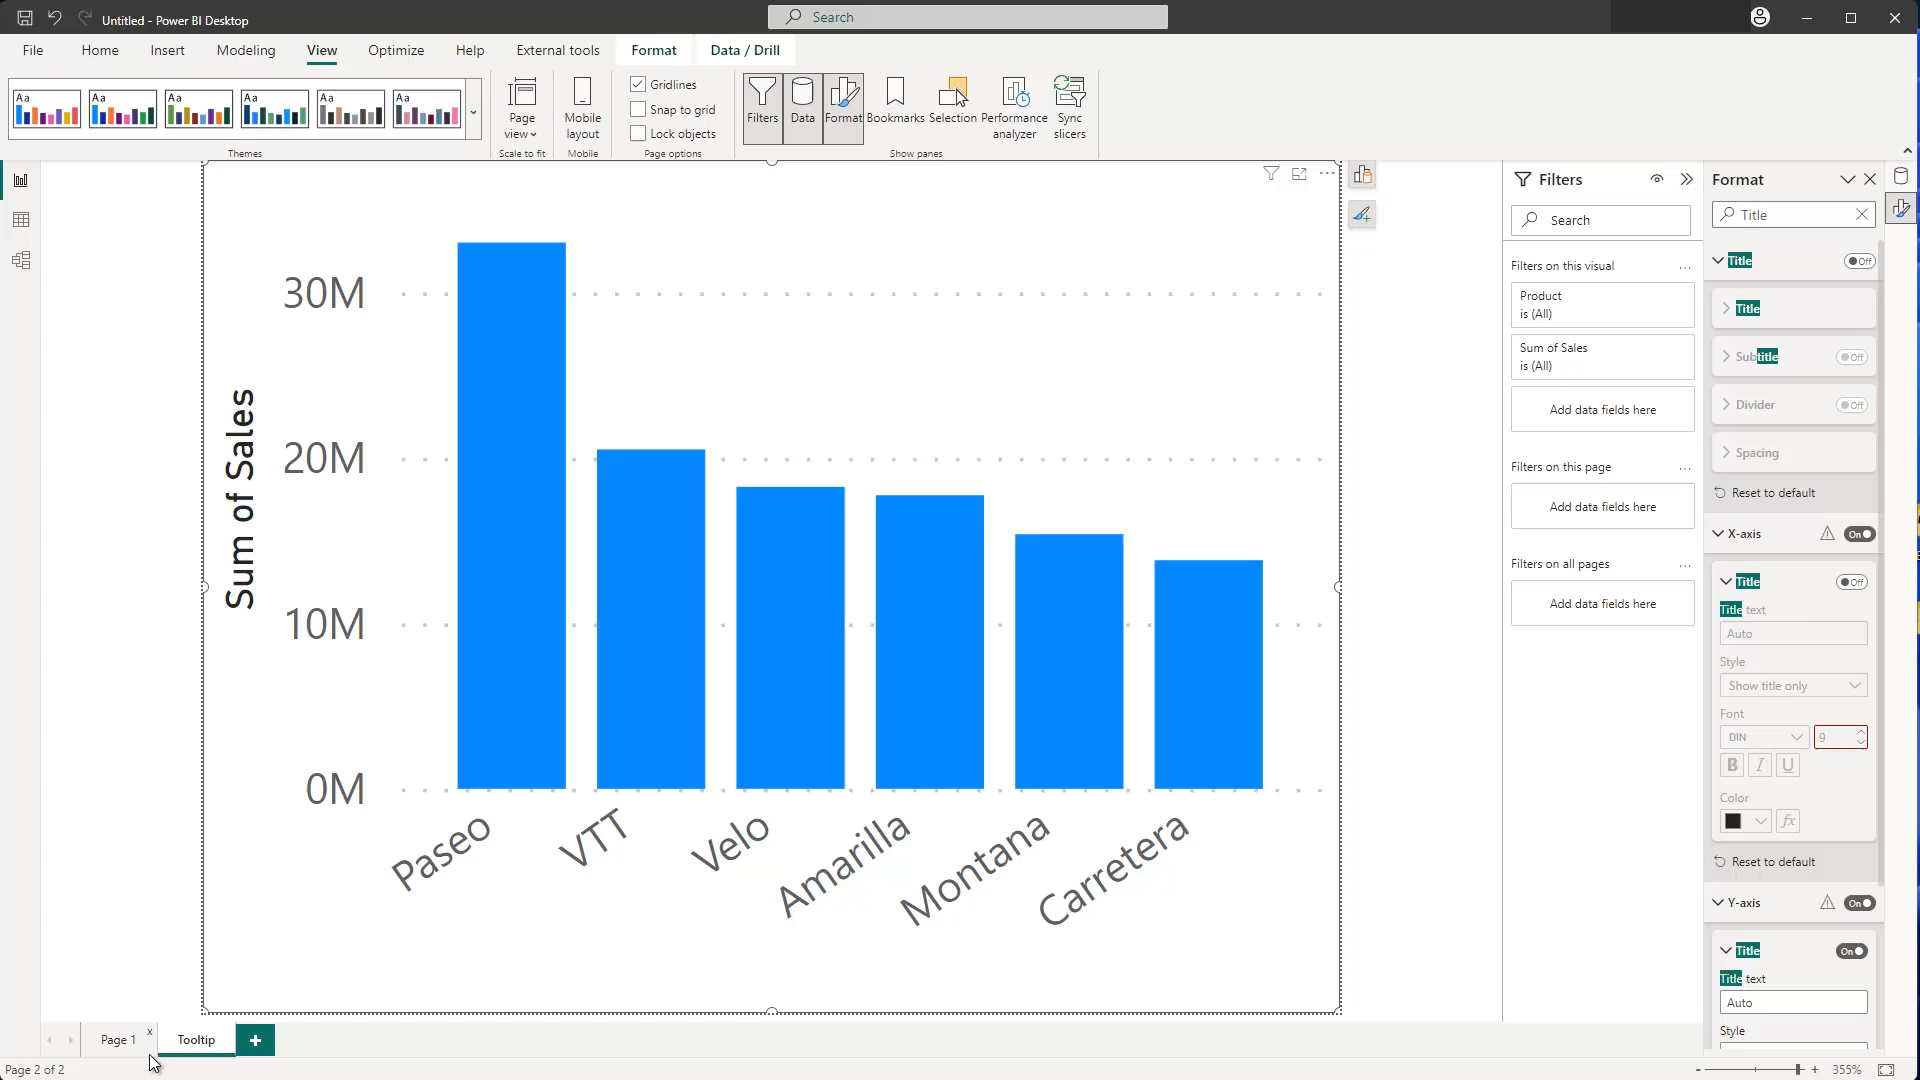 Untitled - Power BI Desktop
Search
File
Home
Insert
Modeling
View
Optimize
Help
External tools
Format
Data / Drill
Aa
Aa
Aa
Aa
Aa
Aa
Themes
Page
view
Scale to fit
Mobile
layout
Mobile
Gridlines
Snap to grid
Lock objects
Page options
Filters
Data
Format
Bookmarks
Selection
Performance
analyzer
Sync
slicers
Show panes
Sum of Sales
30M
20M
10M
0M
Paseo
VTT
Velo
Amarilla
Montana
Carretera
Filters
Search
Filters on this visual
...
Product
is (All)
Sum of Sales
is (All)
Add data fields here
Filters on this page
...
Add data fields here
Filters on all pages
...
Add data fields here
Format
Title
Title
Off
Title
Subtitle
Off
Divider
Off
Spacing
Reset to default
X-axis
On
Title
Off
Title text
Auto
Style
Show title only
Font
DIN
9
B I U
Color
fx
Reset to default
Y-axis
On
Title
On
Title text
Auto
Style
Page 1
x
Tooltip
+
Page 2 of 2
- + 355%